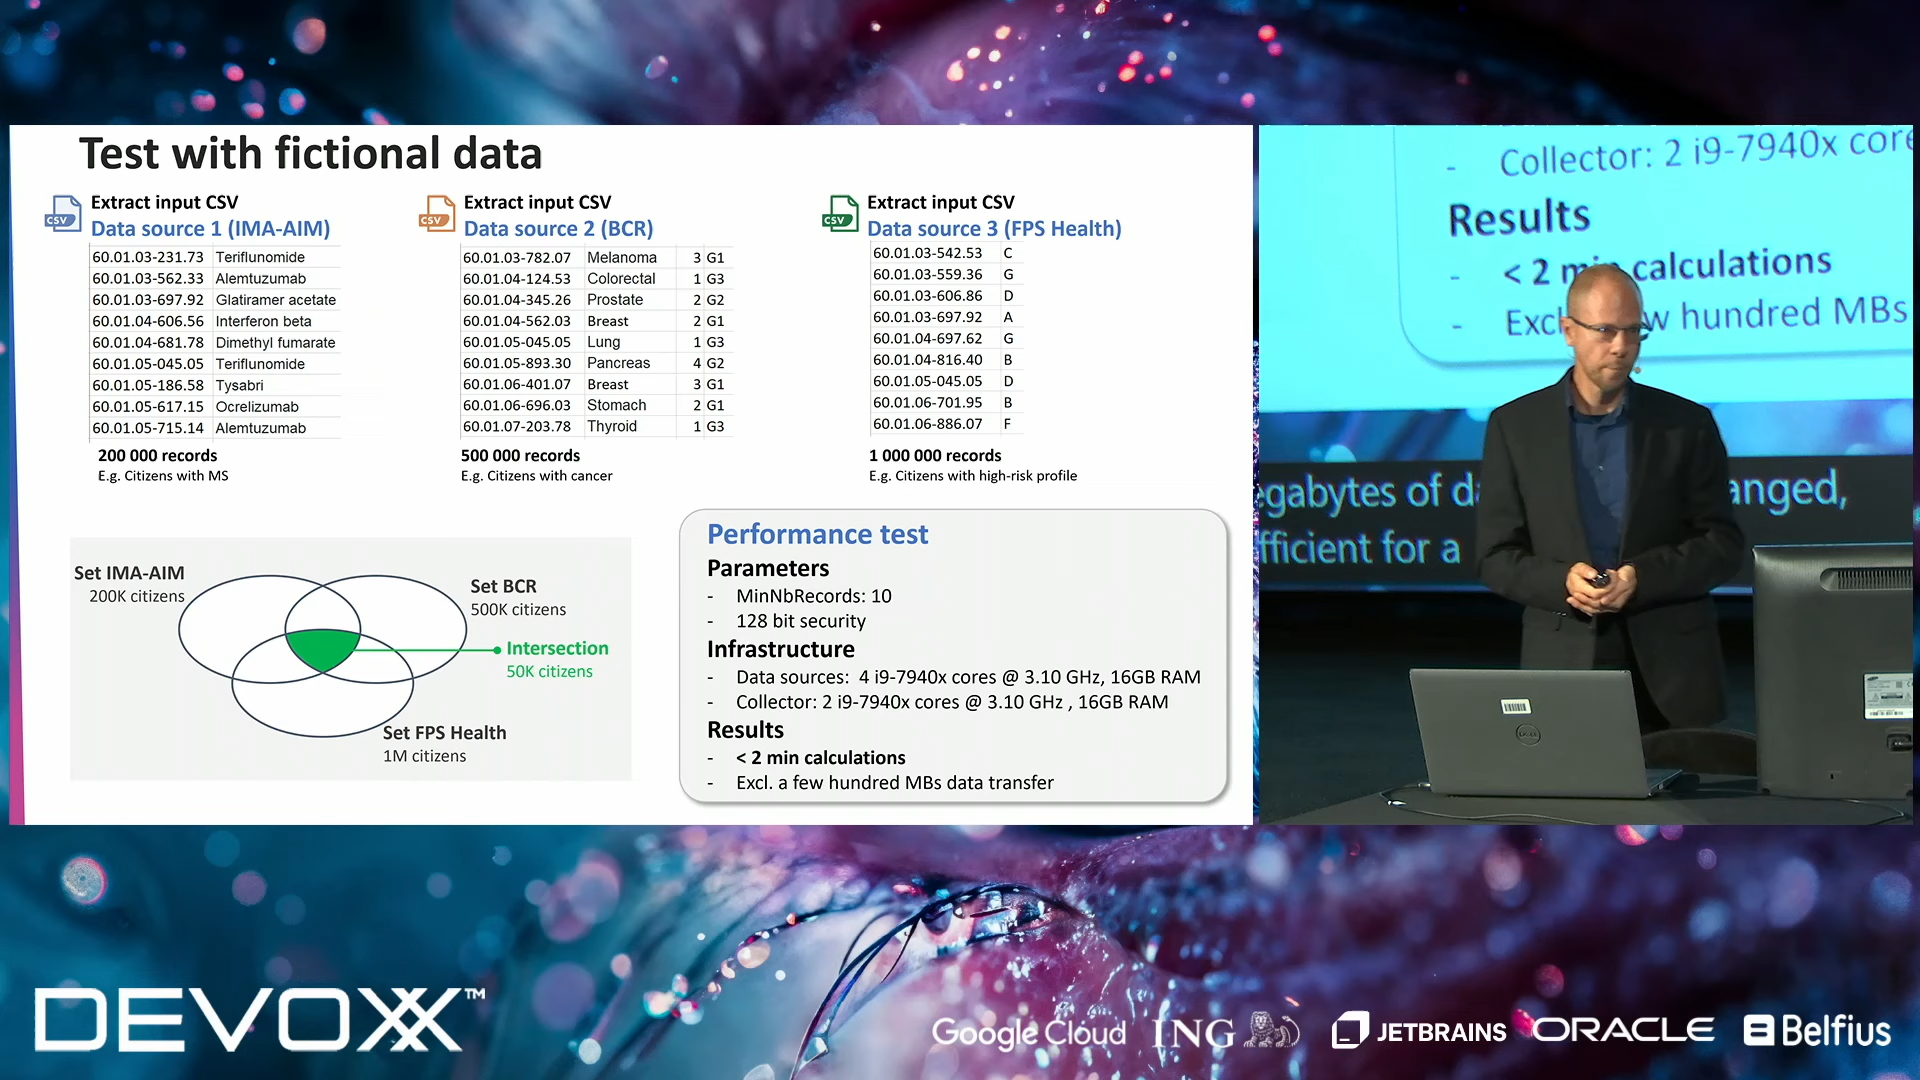 Test with fictional data
Extract input CSV
Data source 1 (IMA-AIM)
CSV
60.01.03-231.73 Teriflunomide
60.01.03-562.33 Alemtuzumab
60.01.03-697.92 Glatiramer acetate
60.01.04-606.56 Interferon beta
60.01.04-681.78 Dimethyl fumarate
60.01.05-045.05 Teriflunomide
60.01.05-186.58 Tysabri
60.01.05-617.15 Ocrelizumab
60.01.05-715.14 Alemtuzumab
200 000 records
E.g. Citizens with MS
Extract input CSV
Data source 2 (BCR)
CSV
60.01.03-782.07 Melanoma 3 G1
60.01.04-124.53 Colorectal 1 G3
60.01.04-345.26 Prostate 2 G2
60.01.04-562.03 Breast 2 G1
60.01.05-045.05 Lung 1 G3
60.01.05-893.30 Pancreas 4 G2
60.01.06-401.07 Breast 3 G1
60.01.06-696.03 Stomach 2 G1
60.01.07-203.78 Thyroid 1 G3
500 000 records
E.g. Citizens with cancer
Extract input CSV
Data source 3 (FPS Health)
CSV
60.01.03-542.53 C
60.01.03-559.36 G
60.01.03-606.86 D
60.01.03-697.92 A
60.01.04-697.62 G
60.01.04-816.40 B
60.01.05-045.05 D
60.01.06-701.95 B
60.01.06-886.07 F
1 000 000 records
E.g. Citizens with high-risk profile
Set IMA-AIM
200K citizens
Set BCR
500K citizens
Intersection
50K citizens
Set FPS Health
1M citizens
Performance test
Parameters
- MinNbRecords: 10
- 128 bit security
Infrastructure
- Data sources: 4 i9-7940x cores @ 3.10 GHz, 16GB RAM
- Collector: 2 i9-7940x cores @ 3.10 GHz , 16GB RAM
Results
- < 2 min calculations
- Excl. a few hundred MBs data transfer
- Collector: 2 i9-7940x core
Results
- < 2 min calculations
- Excl w hundred MBs
egabytes of da anged,
fficient for a
DELL
DEVOXX™
Google Cloud
ING
JETBRAINS
ORACLE
Belfius